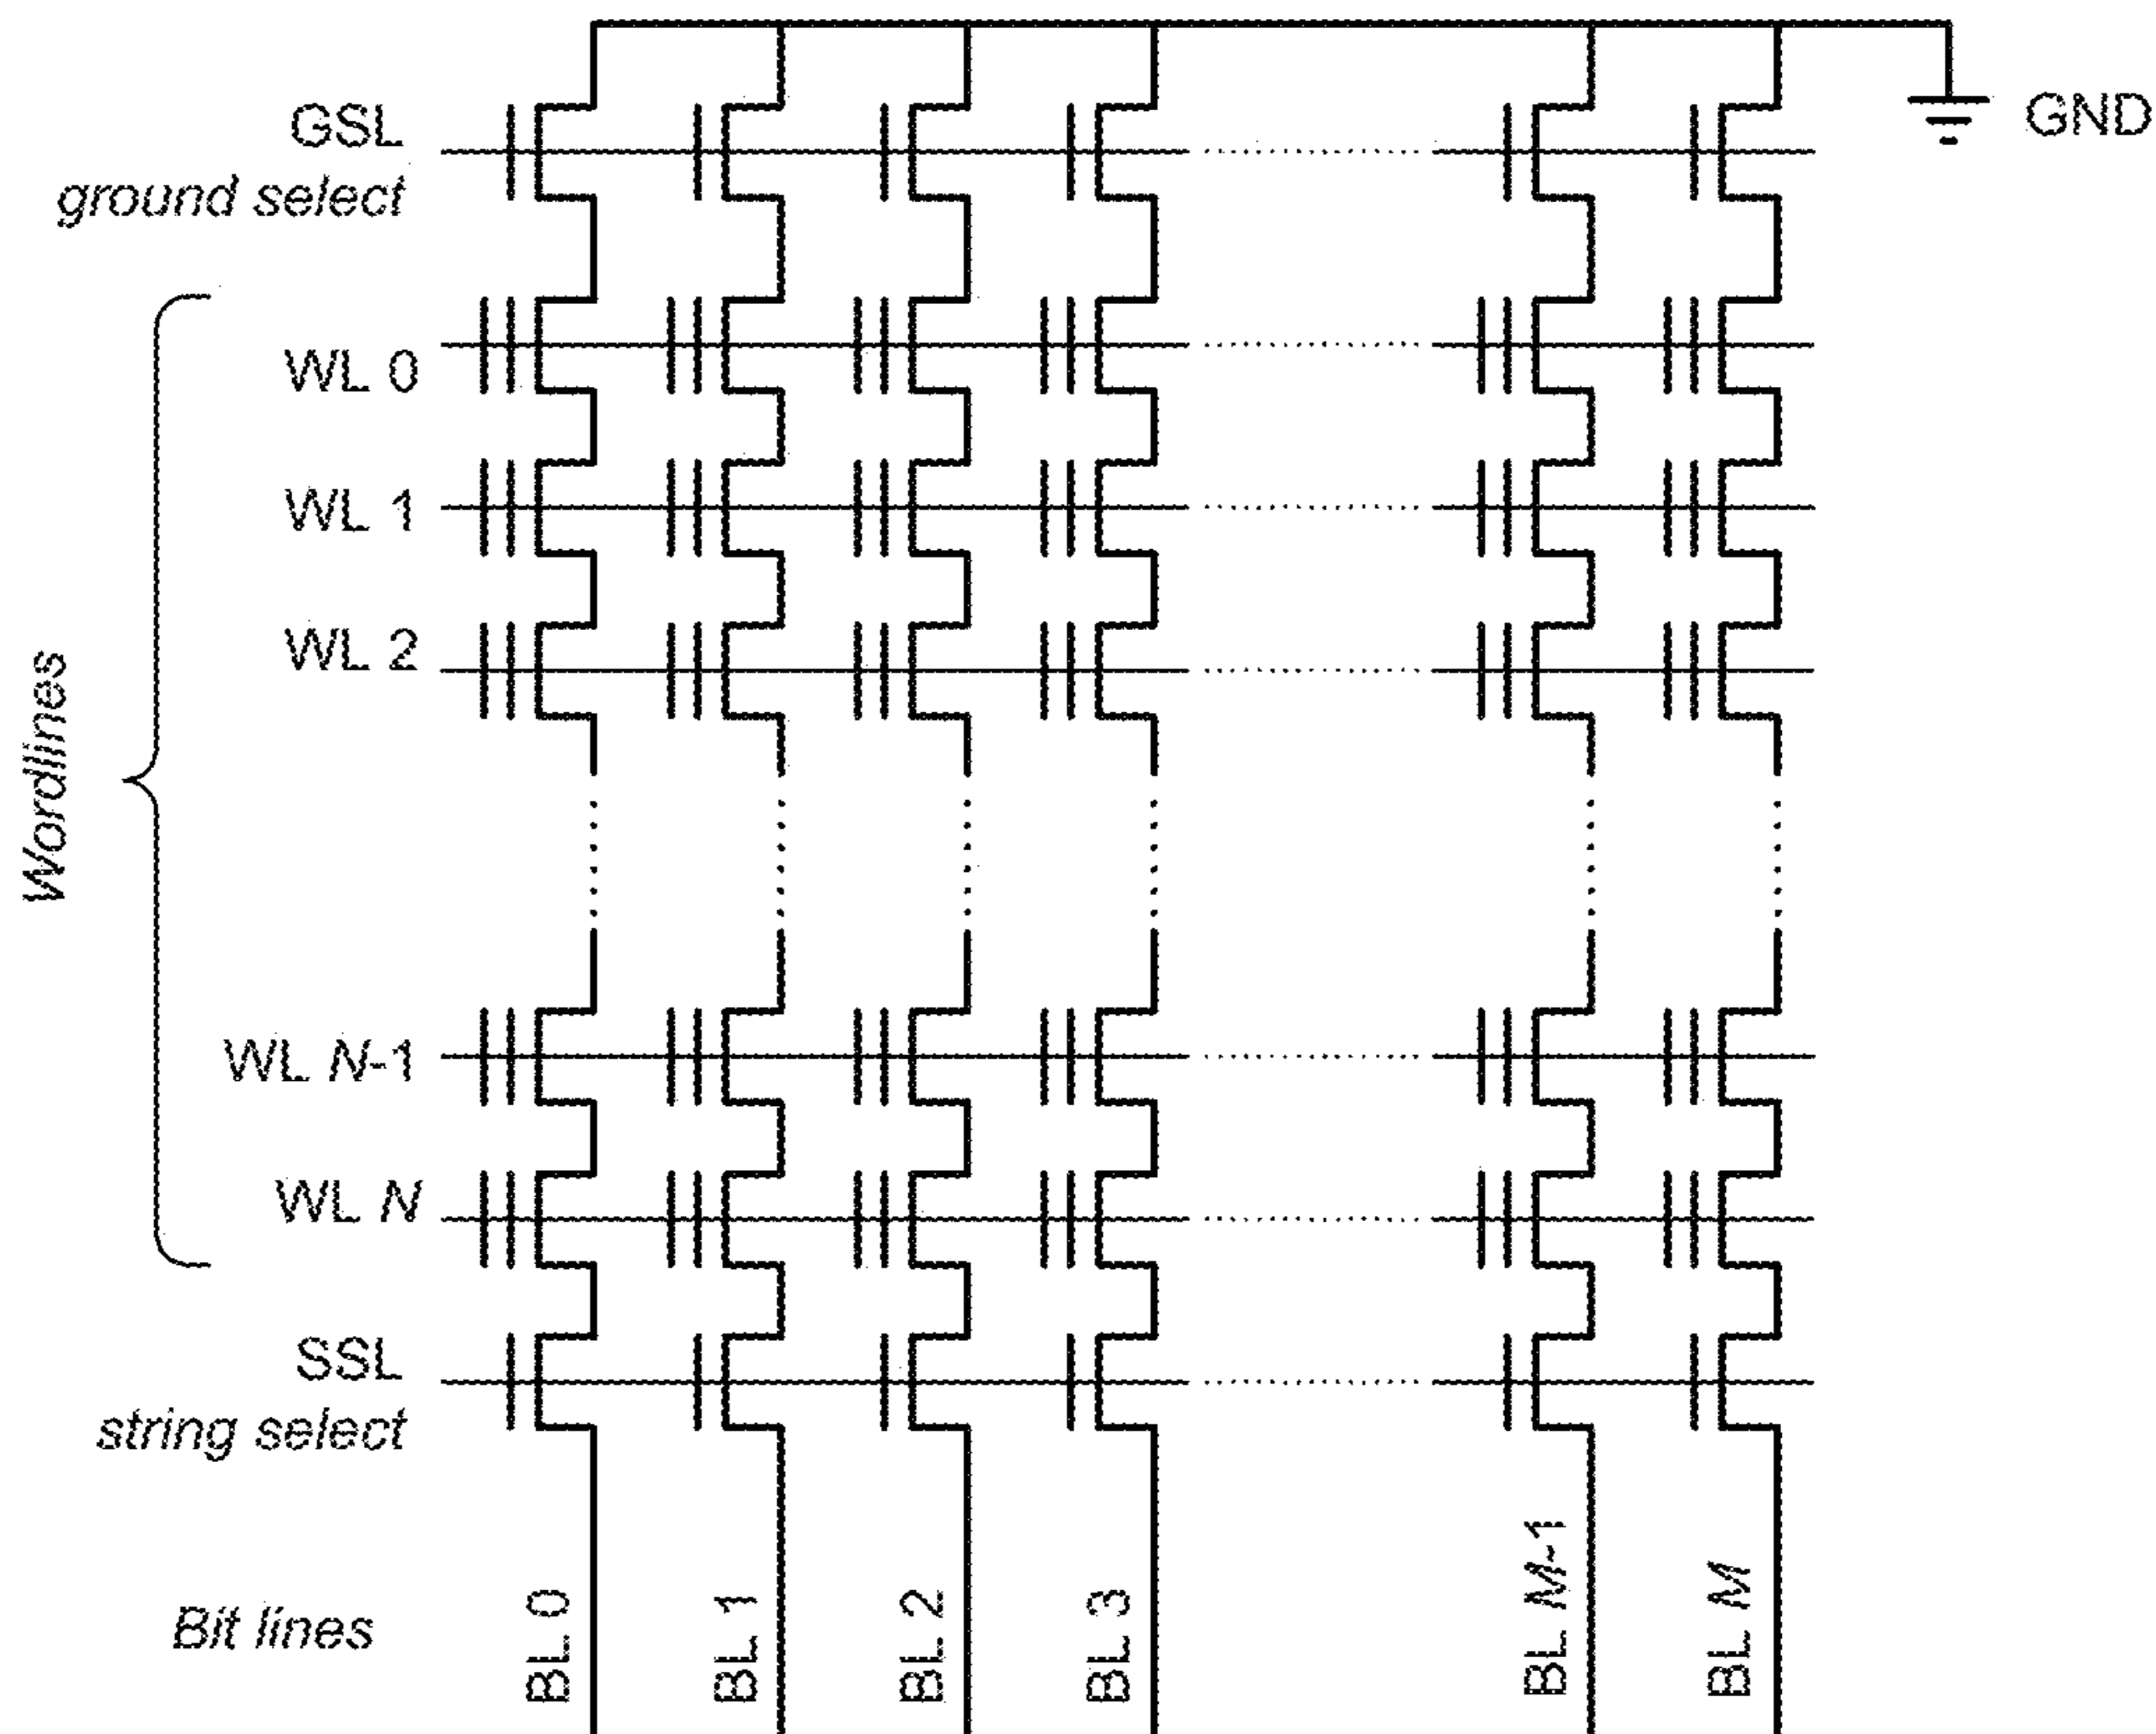 GND
GSL
ground select
WL 0
WL 1
WL 2
Wordlines
WL N-1
WL N
SSL
string select
Bit lines
BL 0
BL 1
BL 2
BL 3
BL M-1
BL M